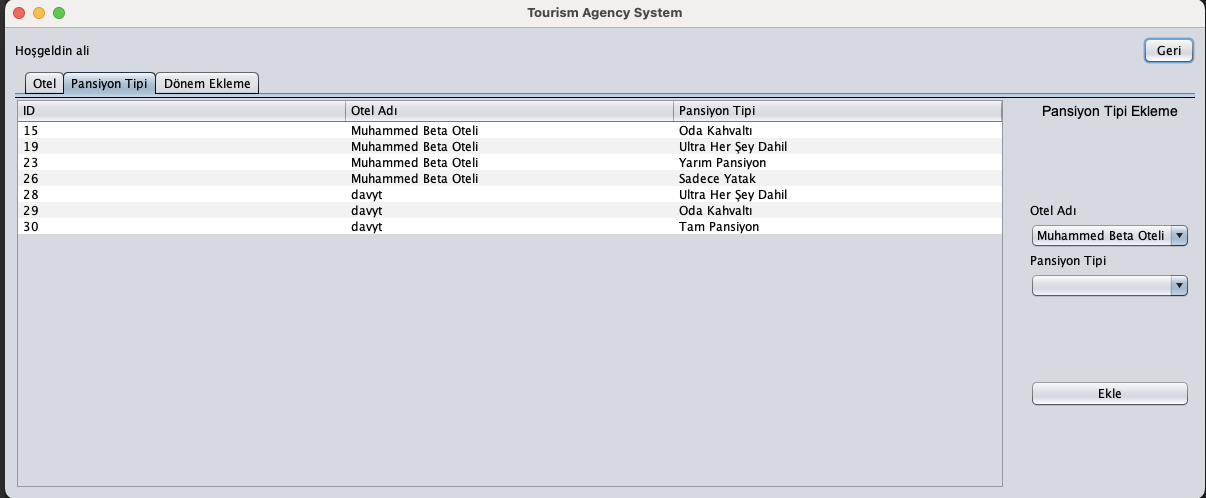 Tourism Agency System
Hoşgeldin ali
Geri
Otel Pansiyon Tipi Dönem Ekleme
ID Otel Adı Pansiyon Tipi
15 Muhammed Beta Oteli Oda Kahvaltı
19 Muhammed Beta Oteli Ultra Her Şey Dahil
23 Muhammed Beta Oteli Yarım Pansiyon
26 Muhammed Beta Oteli Sadece Yatak
28 davyt Ultra Her Şey Dahil
29 davyt Oda Kahvaltı
30 davyt Tam Pansiyon
Pansiyon Tipi Ekleme
Otel Adı
Muhammed Beta Oteli
Pansiyon Tipi
Ekle